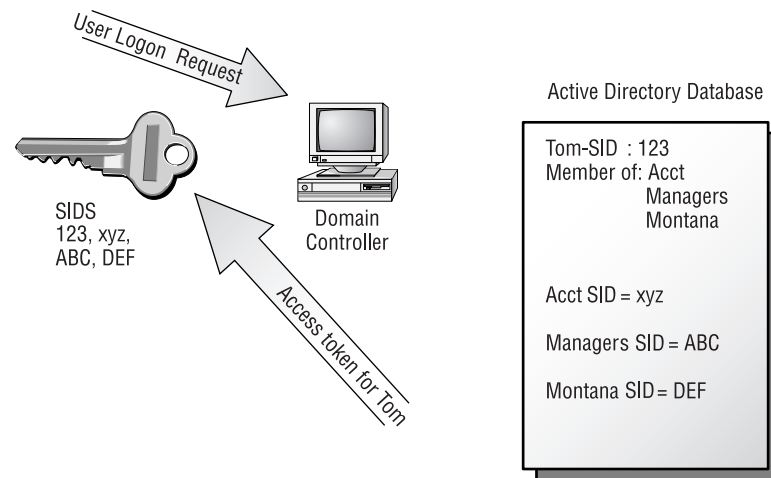 User Logon Request
SIDS
123, xyz,
ABC, DEF
Domain
Controller
Access token for Tom
Active Directory Database
Tom-SID : 123
Member of: Acct
Managers
Montana
Acct SID = xyz
Managers SID = ABC
Montana SID = DEF